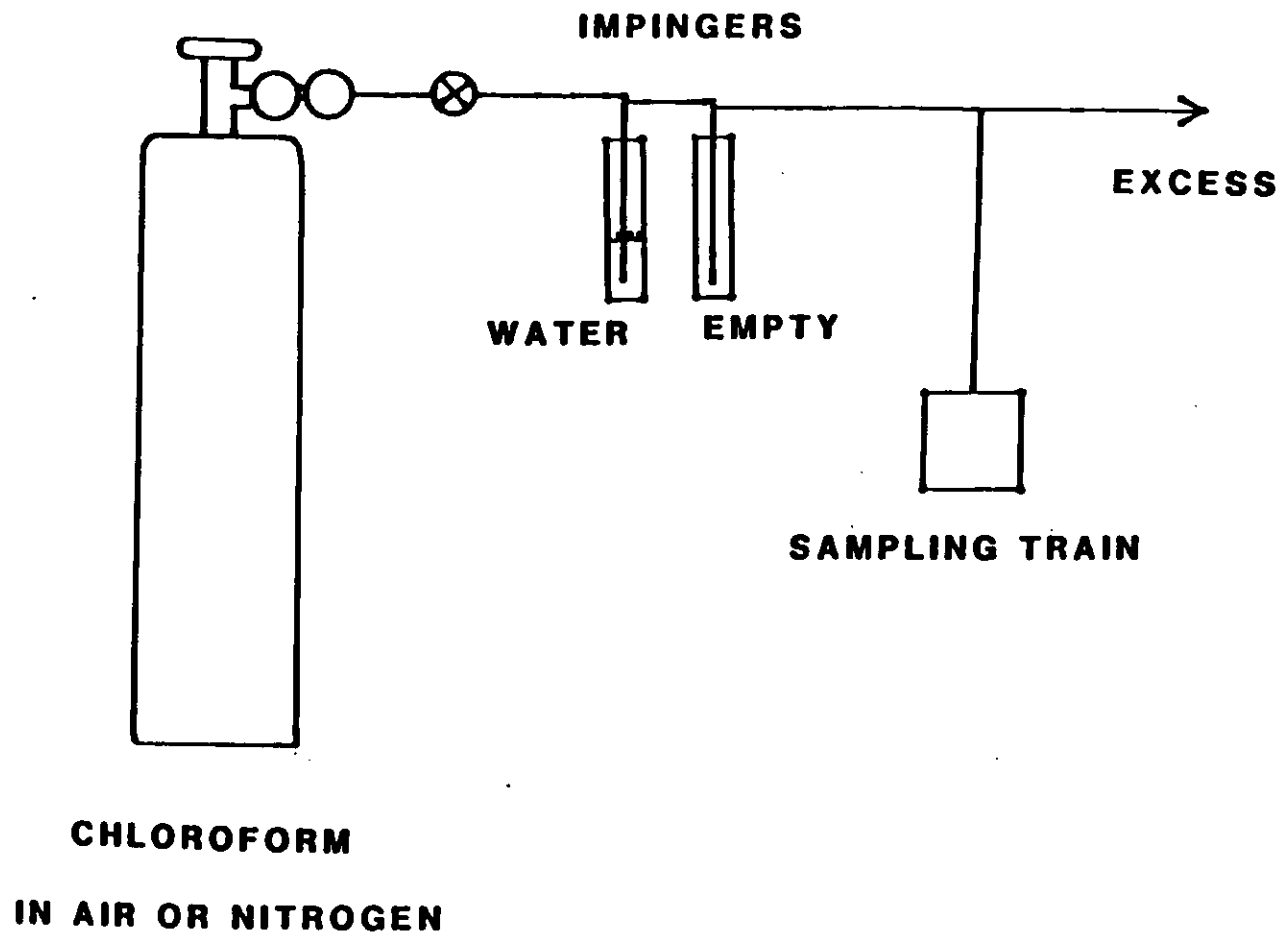 IMPINGERS
EXCESS
WATER
EMPTY
SAMPLING TRAIN
CHLOROFORM
IN AIR OR NITROGEN